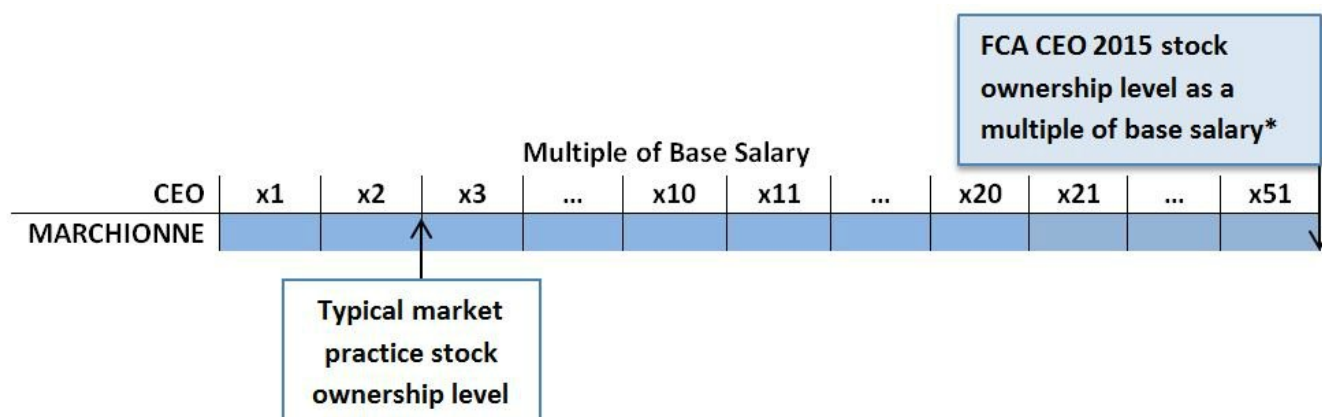 FCA CEO 2015 stock
ownership level as a
multiple of base salary*
Multiple of Base Salary
CEO x1 x2 x3 ... x10 x11 ... x20 x21 ... x51
MARCHIONNE
Typical market
practice stock
ownership level